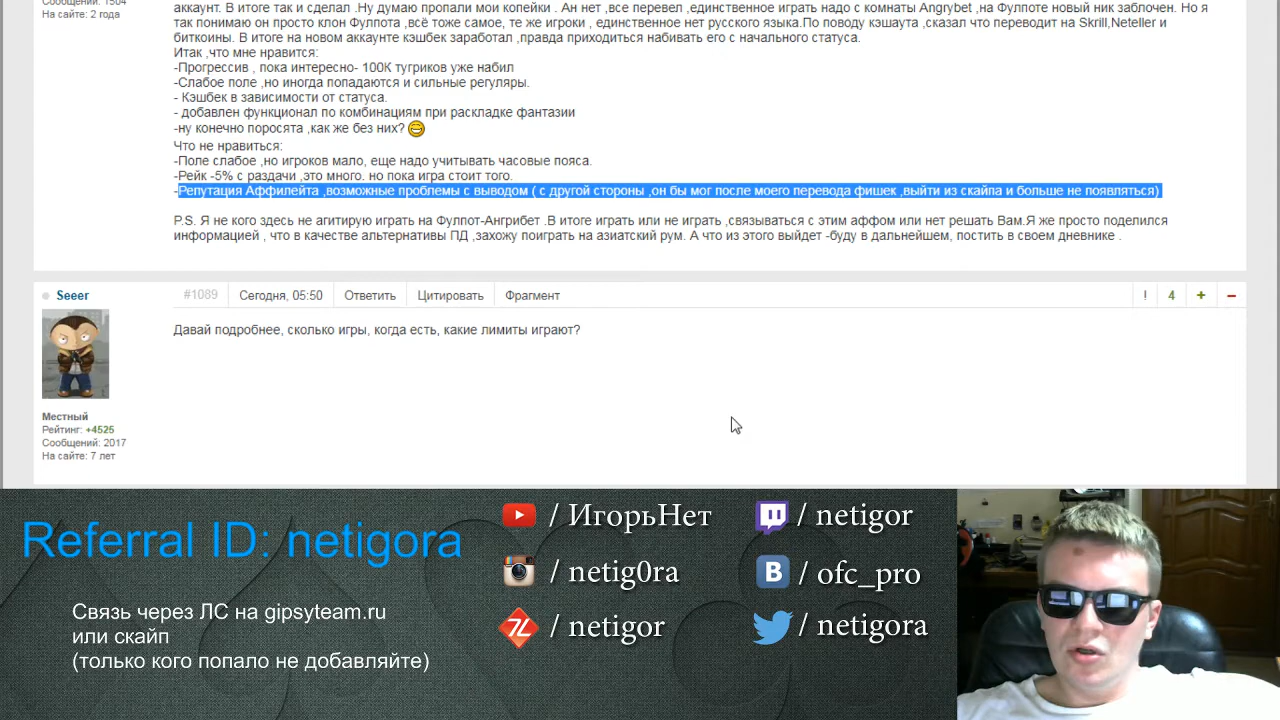 Сообщений: 1504
На сайте: 2 года
аккаунт. В итоге так и сделал .Ну думаю пропали мои копейки . Ан нет ,все перевел ,единственное играть надо с комнаты Angrybet ,на Фулпоте новый ник заблочен. Но я
так понимаю он просто клон Фуллпота ,всё тоже самое, те же игроки , единственное нет русского языка.По поводу кэшаута ,сказал что переводит на Skrill,Neteller и
биткоины. В итоге на новом аккаунте кэшбек заработал ,правда приходиться набивать его с начального статуса.
Итак ,что мне нравится:
-Прогрессив , пока интересно- 100К тугриков уже набил
-Слабое поле ,но иногда попадаются и сильные регуляры.
- Кэшбек в зависимости от статуса.
- добавлен функционал по комбинациям при раскладке фантазии
-ну конечно поросята ,как же без них?
Что не нравиться:
-Поле слабое ,но игроков мало, еще надо учитывать часовые пояса.
-Рейк -5% с раздачи ,это много. но пока игра стоит того.
-Репутация Аффилейта ,возможные проблемы с выводом ( с другой стороны ,он бы мог после моего перевода фишек ,выйти из скайпа и больше не появляться)
P.S. Я не кого здесь не агитирую играть на Фулпот-Ангрибет .В итоге играть или не играть ,связываться с этим аффом или нет решать Вам.Я же просто поделился
информацией , что в качестве альтернативы ПД ,захожу поиграть на азиатский рум. А что из этого выйдет -буду в дальнейшем, постить в своем дневнике .
Seeer
#1089 Сегодня, 05:50 Ответить Цитировать Фрагмент ! 4 + −
Давай подробнее, сколько игры, когда есть, какие лимиты играют?
Местный
Рейтинг: +4525
Сообщений: 2017
На сайте: 7 лет
Referral ID: netigora
Связь через ЛС на gipsyteam.ru
или скайп
(только кого попало не добавляйте)
/ ИгорьНет
/ netigor
/ netig0ra
B / ofc_pro
/ netigor
/ netigora